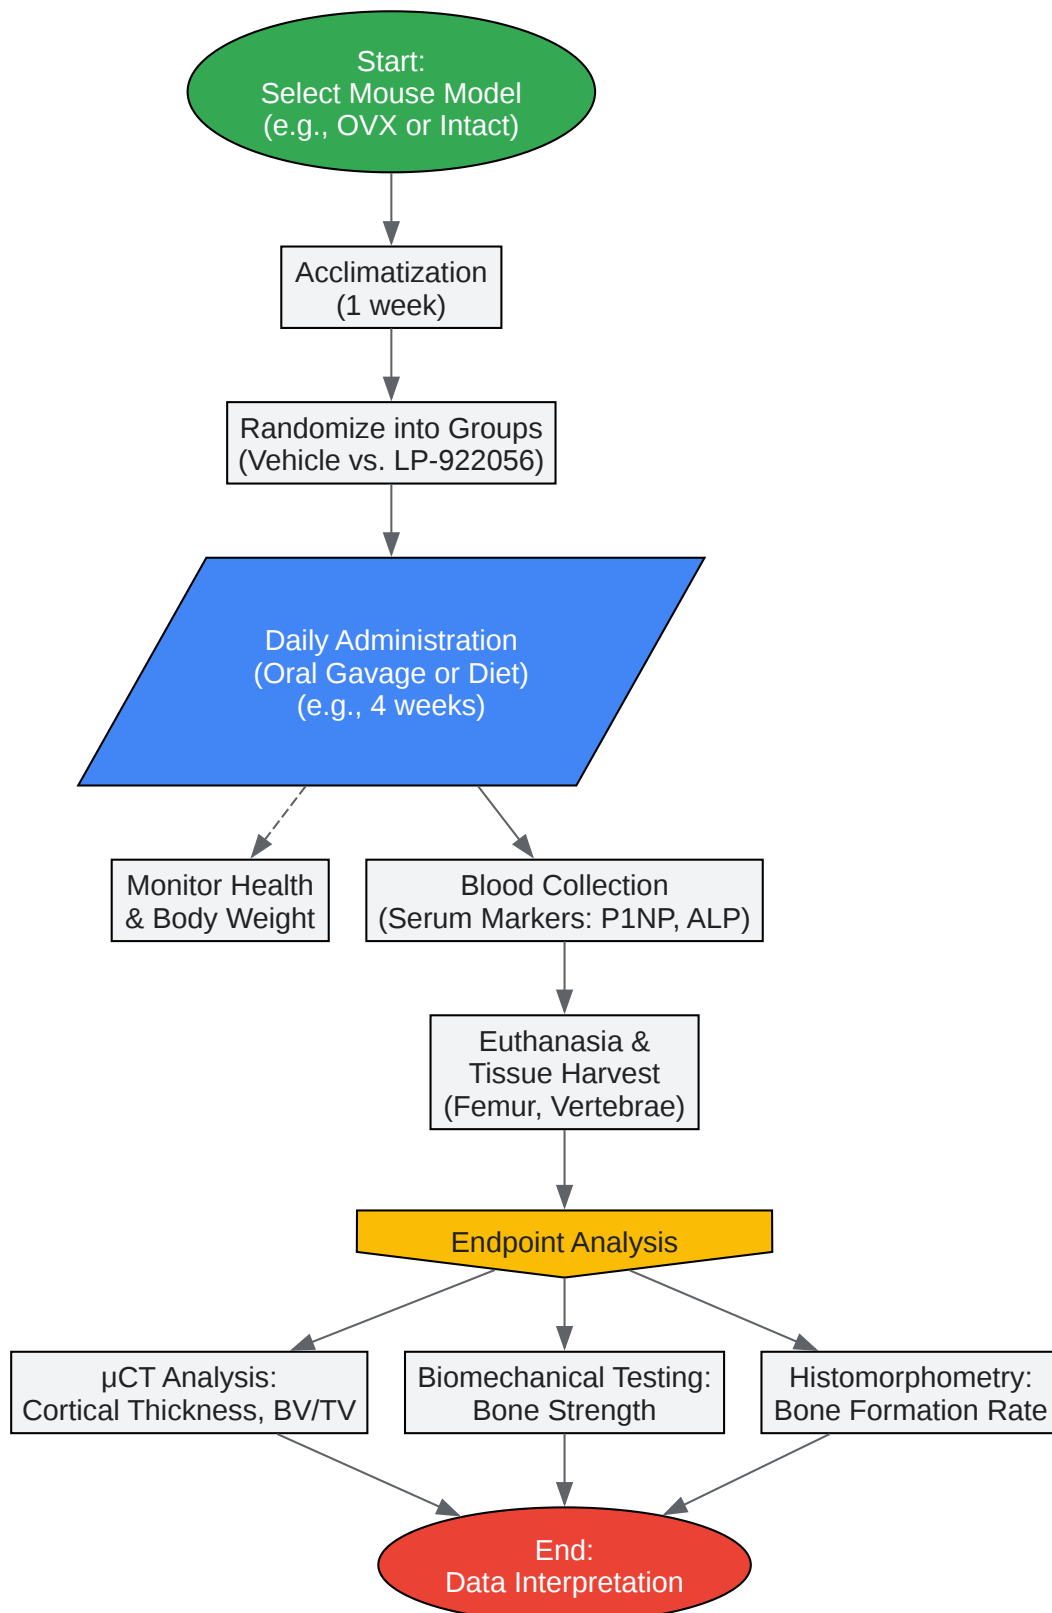 Start:
Select Mouse Model
(e.g., OVX or Intact)
Acclimatization
(1 week)
Randomize into Groups
(Vehicle vs. LP-922056)
Daily Administration
(Oral Gavage or Diet)
(e.g., 4 weeks)
Monitor Health
& Body Weight
Blood Collection
(Serum Markers: P1NP, ALP)
Euthanasia &
Tissue Harvest
(Femur, Vertebrae)
Endpoint Analysis
μCT Analysis:
Cortical Thickness, BV/TV
Biomechanical Testing:
Bone Strength
Histomorphometry:
Bone Formation Rate
End:
Data Interpretation